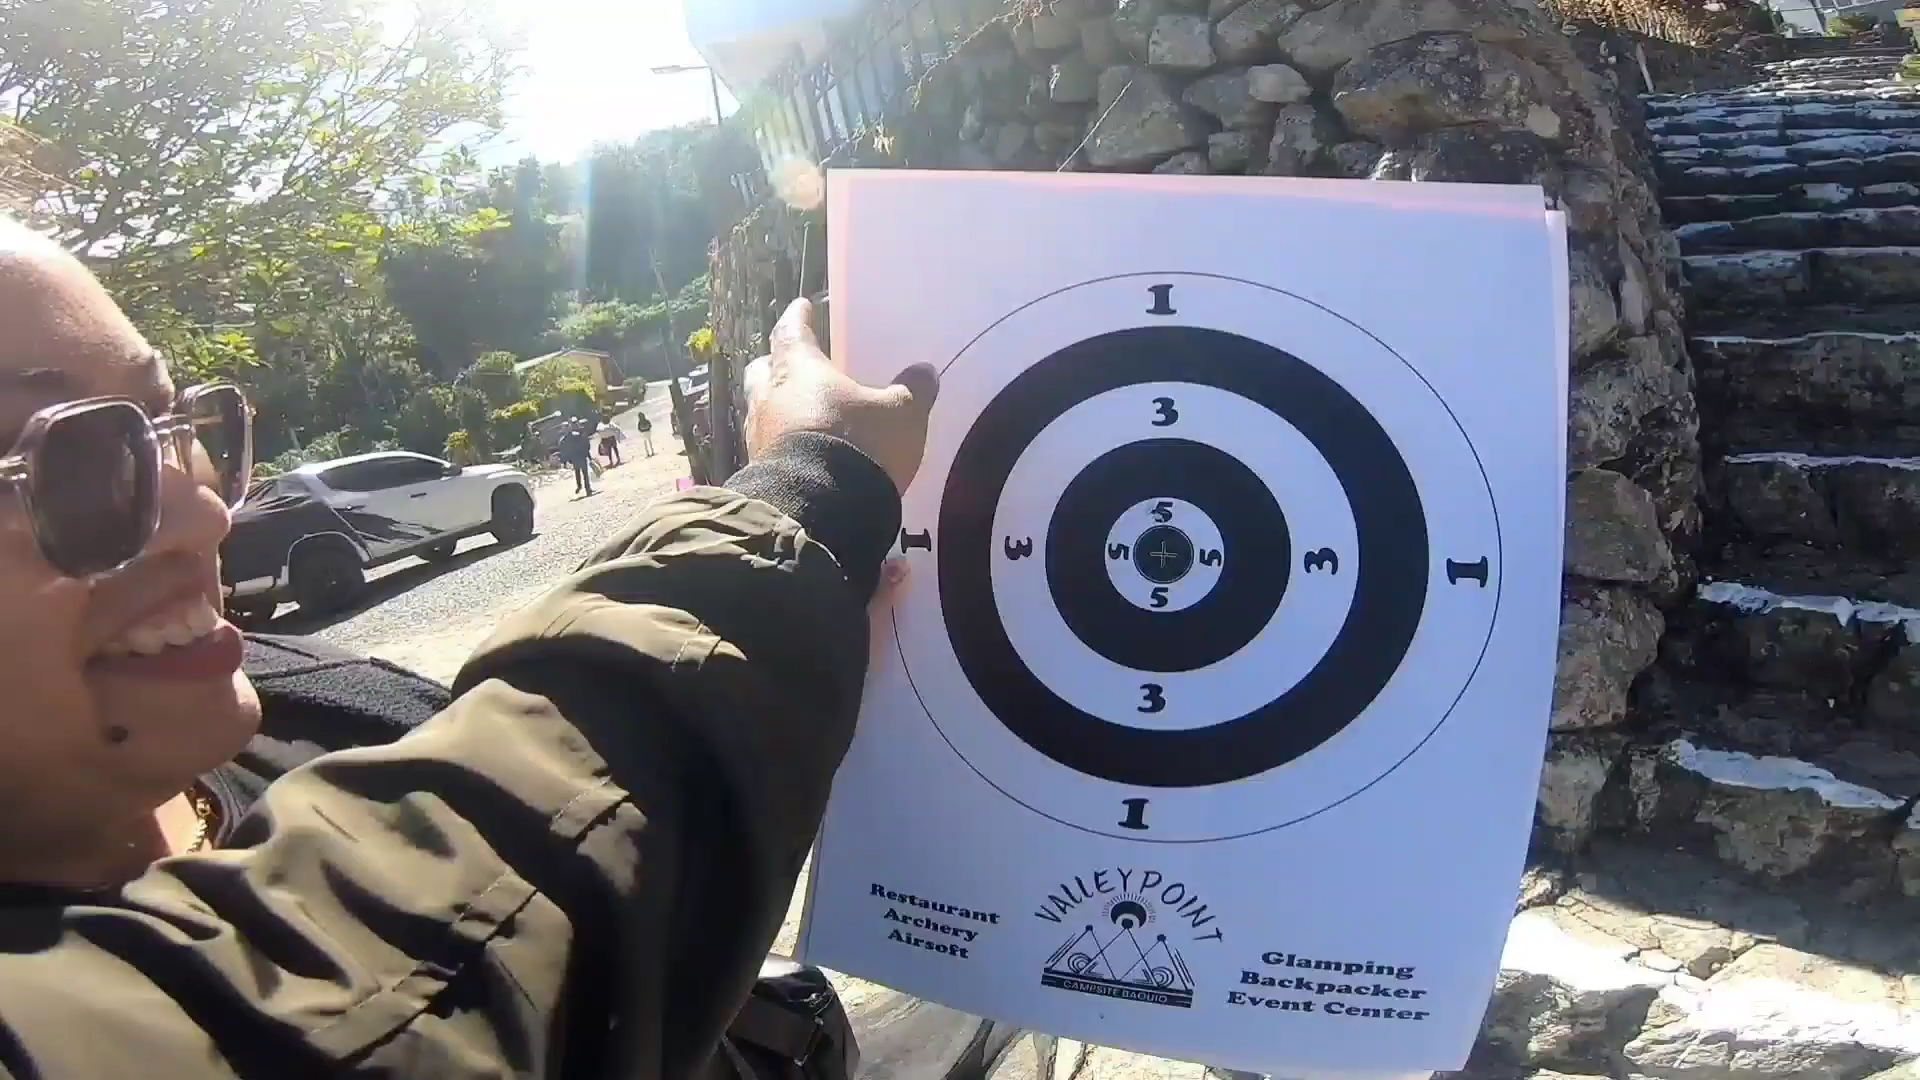 1
3
5
1 3 5 5 3 1
5
3
1
VALLEYPOINT
CAMPSITE BAGUIO
Restaurant
Archery
Airsoft
Glamping
Backpacker
Event Center